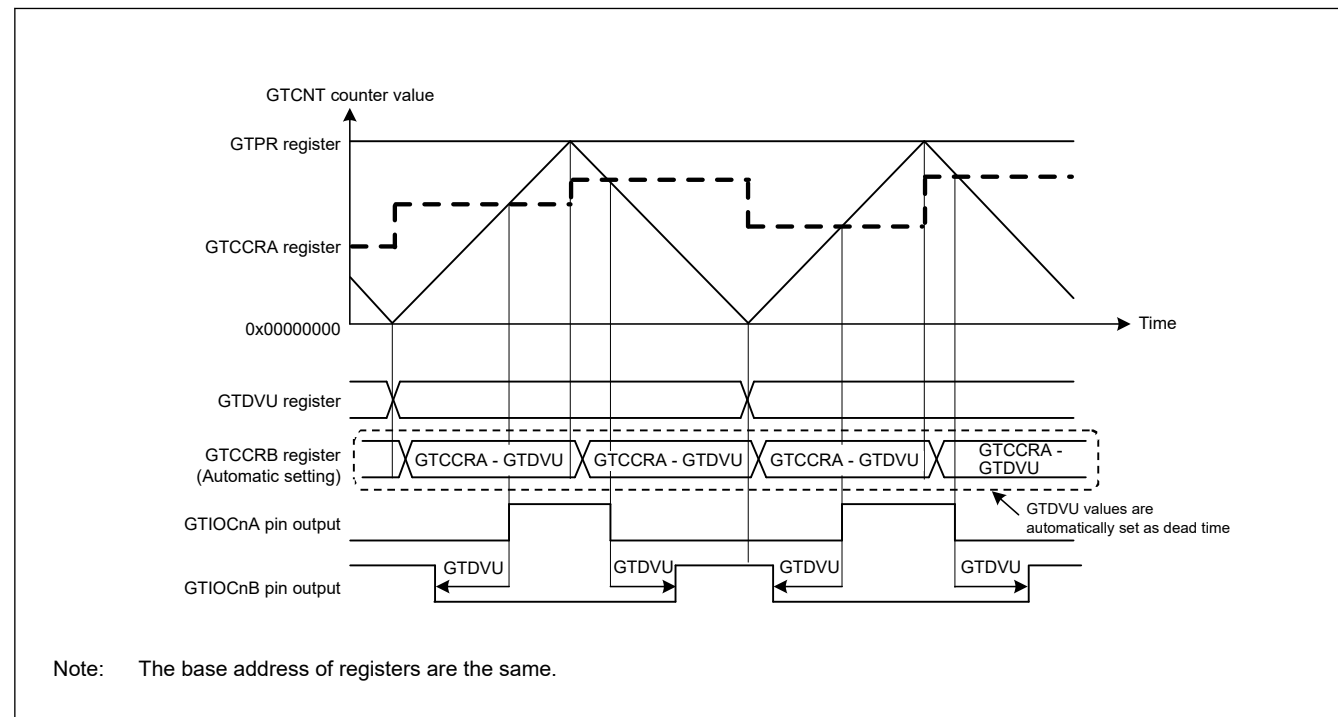 GTCNT counter value
GTPR register
GTCCRA register
0x00000000
Time
GTDVU register
GTCCRB register
(Automatic setting)
GTCCRA - GTDVU
GTCCRA - GTDVU
GTCCRA - GTDVU
GTCCRA -
GTDVU
GTDVU values are
automatically set as dead time
GTIOCnA pin output
GTDVU
GTDVU
GTDVU
GTDVU
GTIOCnB pin output
Note: The base address of registers are the same.